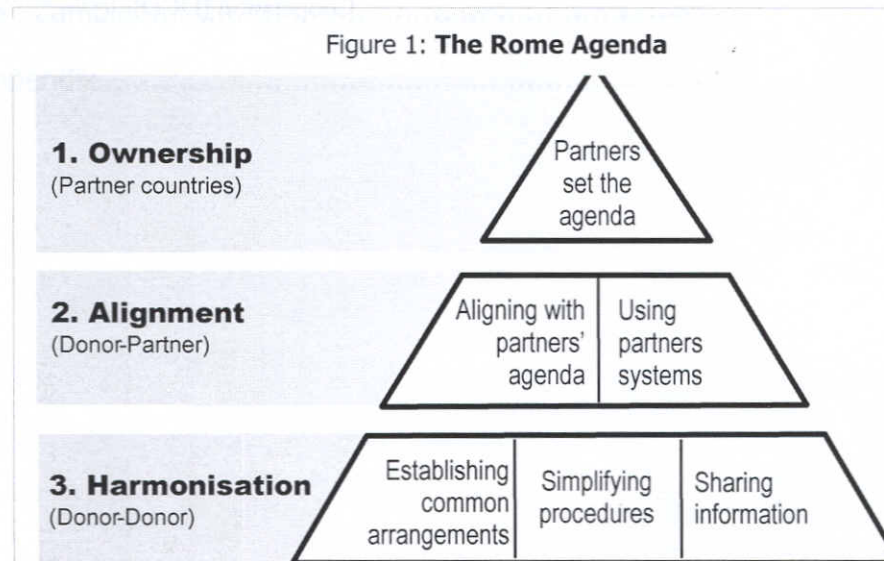 Figure 1: The Rome Agenda
1. Ownership
(Partner countries)
Partners
set the
agenda
2. Alignment
(Donor-Partner)
Aligning with
partners'
agenda
Using
partners
systems
3. Harmonisation
(Donor-Donor)
Establishing
common
arrangements
Simplifying
procedures
Sharing
information